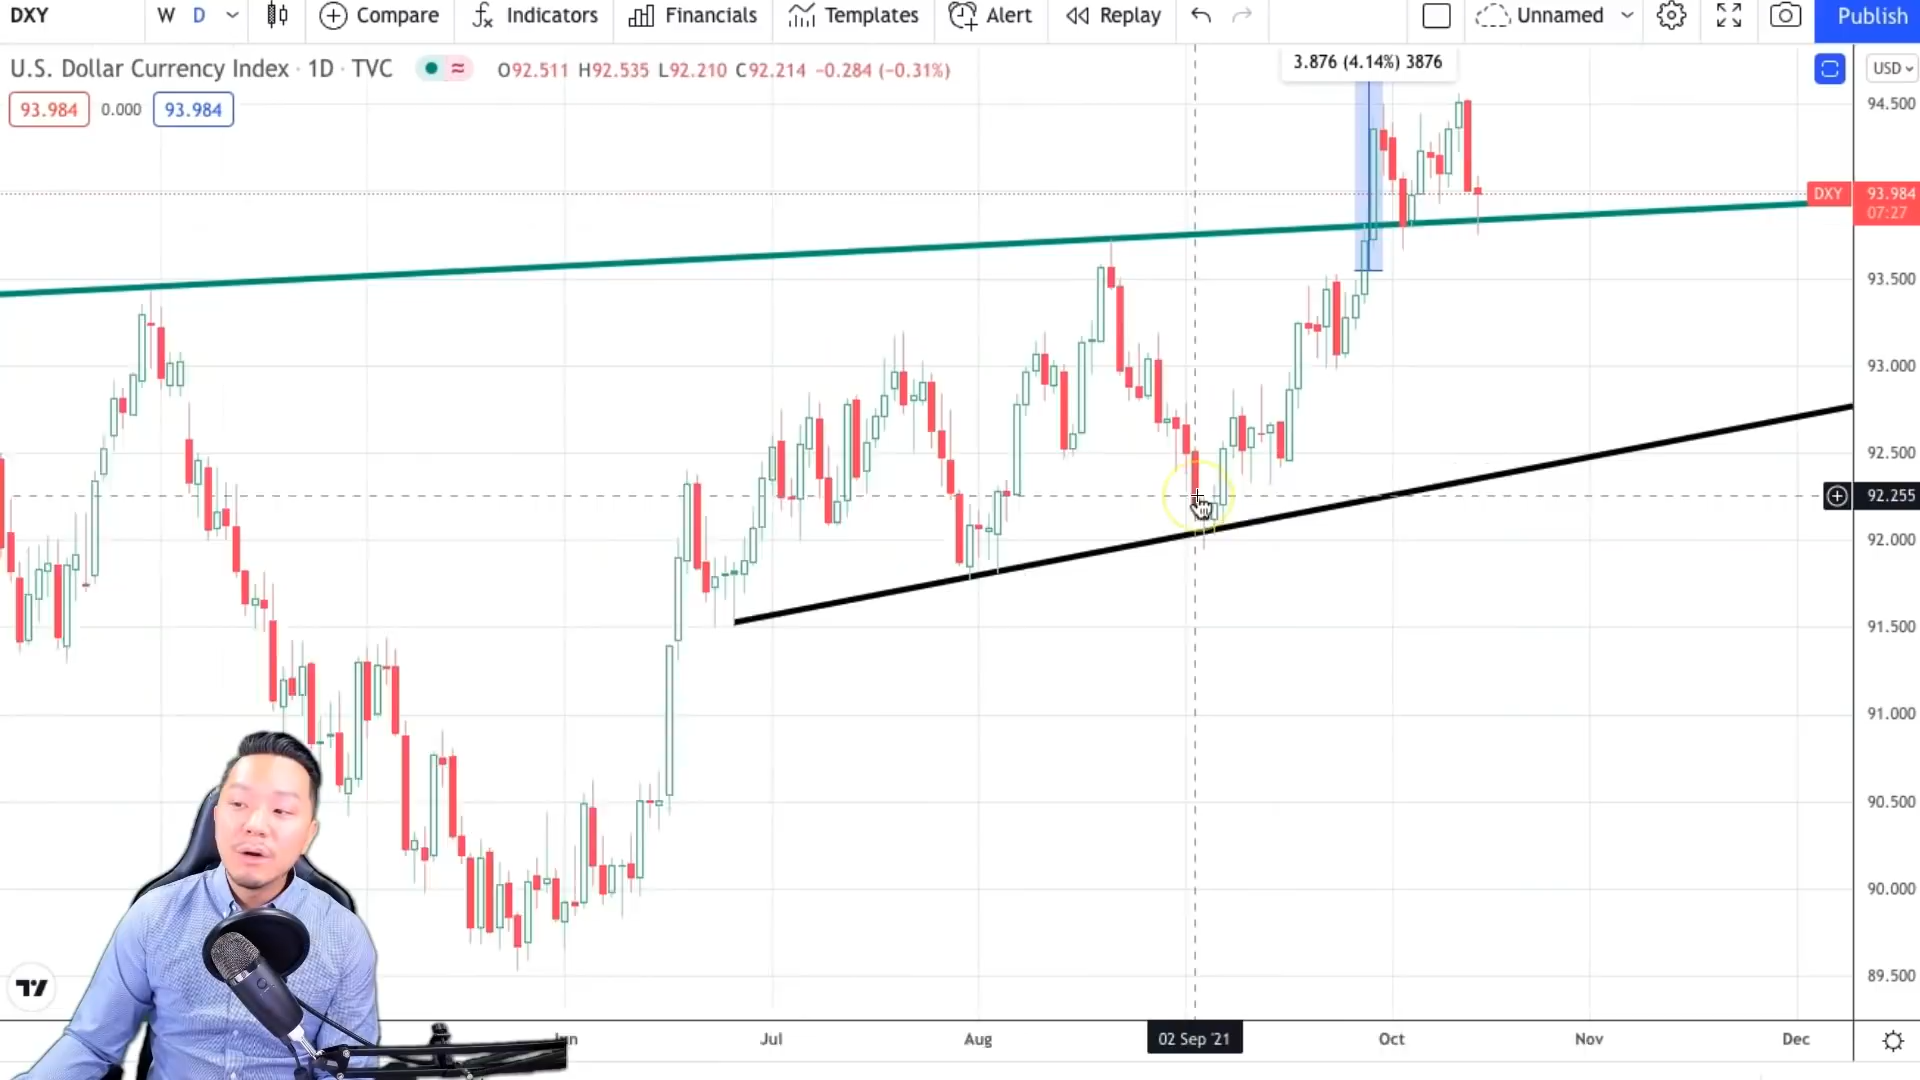 DXY W D Compare Indicators Financials Templates Alert Replay Unnamed Publish
U.S. Dollar Currency Index · 1D · TVC O92.511 H92.535 L92.210 C92.214 −0.284 (−0.31%)
3.876 (4.14%) 3876
USD
93.984 0.000 93.984
94.500
DXY 93.984
07:27
93.500
93.000
92.500
92.255
92.000
91.500
91.000
90.500
90.000
89.500
Jul Aug 02 Sep '21 Oct Nov Dec